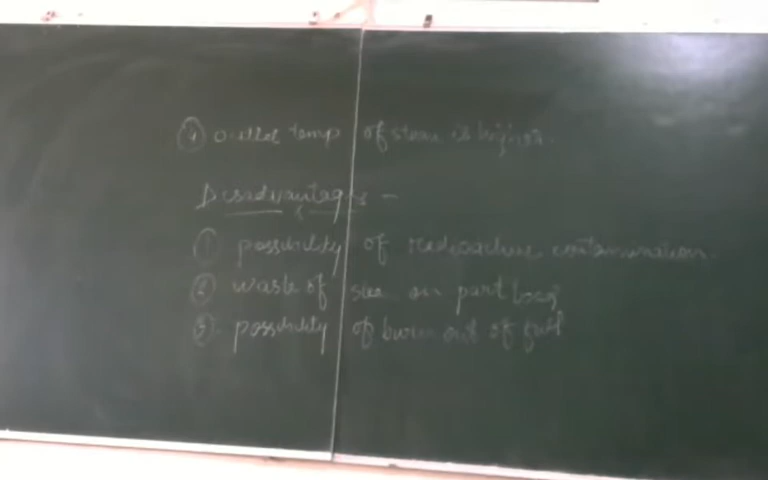 ④ outlet temp of steam is higher.
Disadvantages -
① possibility of radioactive contamination.
② waste of steam on part load
③ possibility of burn out of fuel